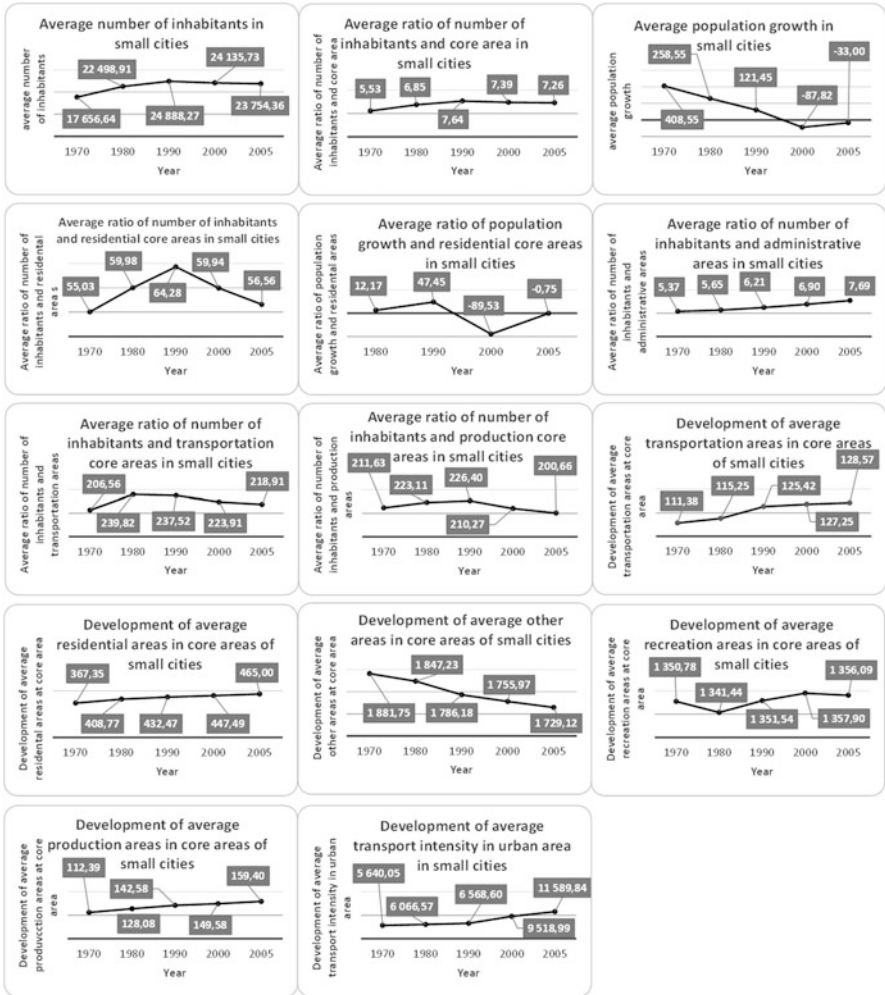 Average number of inhabitants in
small cities
average number
of inhabitants
22 498,91
24 135,73
17 656,64
24 888,27
23 754,36
1970 1980 1990 2000 2005
Year
Average ratio of number of
inhabitants and core area in
small cities
Average ratio of number of
inhabitants and core area
5,53
6,85
7,39
7,26
7,64
1970 1980 1990 2000 2005
Year
Average population growth in
small cities
average population
growth
258,55
-33,00
121,45
-87,82
408,55
1970 1980 1990 2000 2005
Year
Average ratio of number of inhabitants
and residential core areas in small cities
Average ratio of number of
inhabitants and residential
area s
55,03
59,98
59,94
56,56
64,28
1970 1980 1990 2000 2005
Year
Average ratio of population
growth and residential core areas
in small cities
Average ratio of population
growth and residential areas
12,17
47,45
-89,53
-0,75
1980 1990 2000 2005
Year
Average ratio of number of
inhabitants and administrative
areas in small cities
Average ratio of number of
inhabitants and
administrative areas
5,37
5,65
6,21
6,90
7,69
1970 1980 1990 2000 2005
Year
Average ratio of number of
inhabitants and transportation
core areas in small cities
Average ratio of number of
inhabitants and
transportation areas
206,56
218,91
239,82
237,52
223,91
1970 1980 1990 2000 2005
Year
Average ratio of number of
inhabitants and production core
areas in small cities
Average ratio of number of
inhabitants and production
areas
211,63
223,11
226,40
200,66
210,27
1970 1980 1990 2000 2005
Year
Development of average
transportation areas in core areas
of small cities
Development of average
transportation areas at core
area
111,38
115,25
125,42
128,57
127,25
1970 1980 1990 2000 2005
Year
Development of average
residential areas in core areas of
small cities
Development of average
residental areas at core area
367,35
465,00
408,77
432,47
447,49
1970 1980 1990 2000 2005
Year
Development of average other
areas in core areas of small cities
Development of average
other areas at core area
1 847,23
1 755,97
1 881,75
1 786,18
1 729,12
1970 1980 1990 2000 2005
Year
Development of average
recreation areas in core areas of
small cities
Development of average
recreation areas at core
area
1 350,78
1 341,44
1 356,09
1 351,54
1 357,90
1970 1980 1990 2000 2005
Year
Development of average
production areas in core areas of
small cities
Development of average
produvcction areas at core
area
112,39
142,58
159,40
128,08
149,58
1970 1980 1990 2000 2005
Year
Development of average
transport intensity in urban area
in small cities
Development of average
transport intensity in urban
area
5 640,05
6 568,60
11 589,84
6 066,57
9 518,99
1970 1980 1990 2000 2005
Year